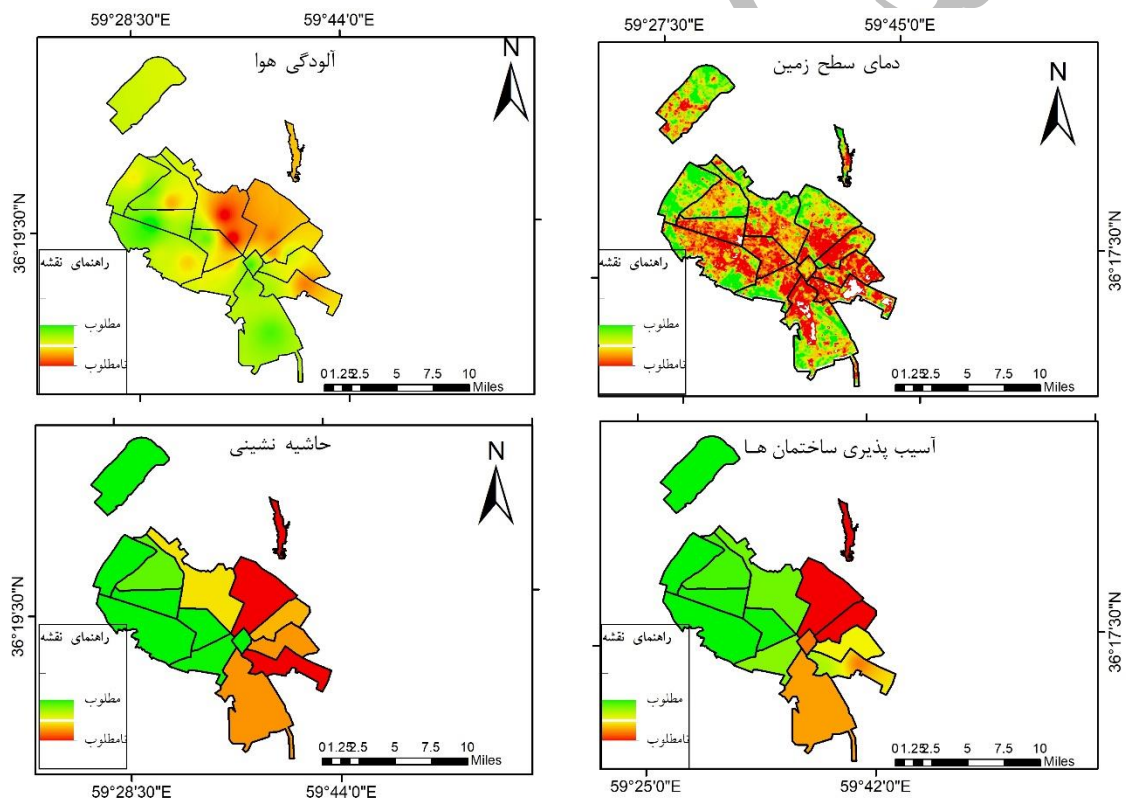 59°28'30"E 59°44'0"E
آلودگی هوا
N
36°19'30"N
راهنمای نقشه
مطلوب
نامطلوب
0 1.25 2.5 5 7.5 10
Miles
59°27'30"E 59°45'0"E
دمای سطح زمین
N
36°17'30"N
راهنمای نقشه
مطلوب
نامطلوب
0 1.25 2.5 5 7.5 10
Miles
حاشیه نشینی
N
36°19'30"N
راهنمای نقشه
مطلوب
نامطلوب
0 1.25 2.5 5 7.5 10
Miles
59°28'30"E 59°44'0"E
آسیب پذیری ساختمان هـا
N
36°17'30"N
راهنمای نقشه
مطلوب
نامطلوب
0 1.25 2.5 5 7.5 10
Miles
59°25'0"E 59°42'0"E